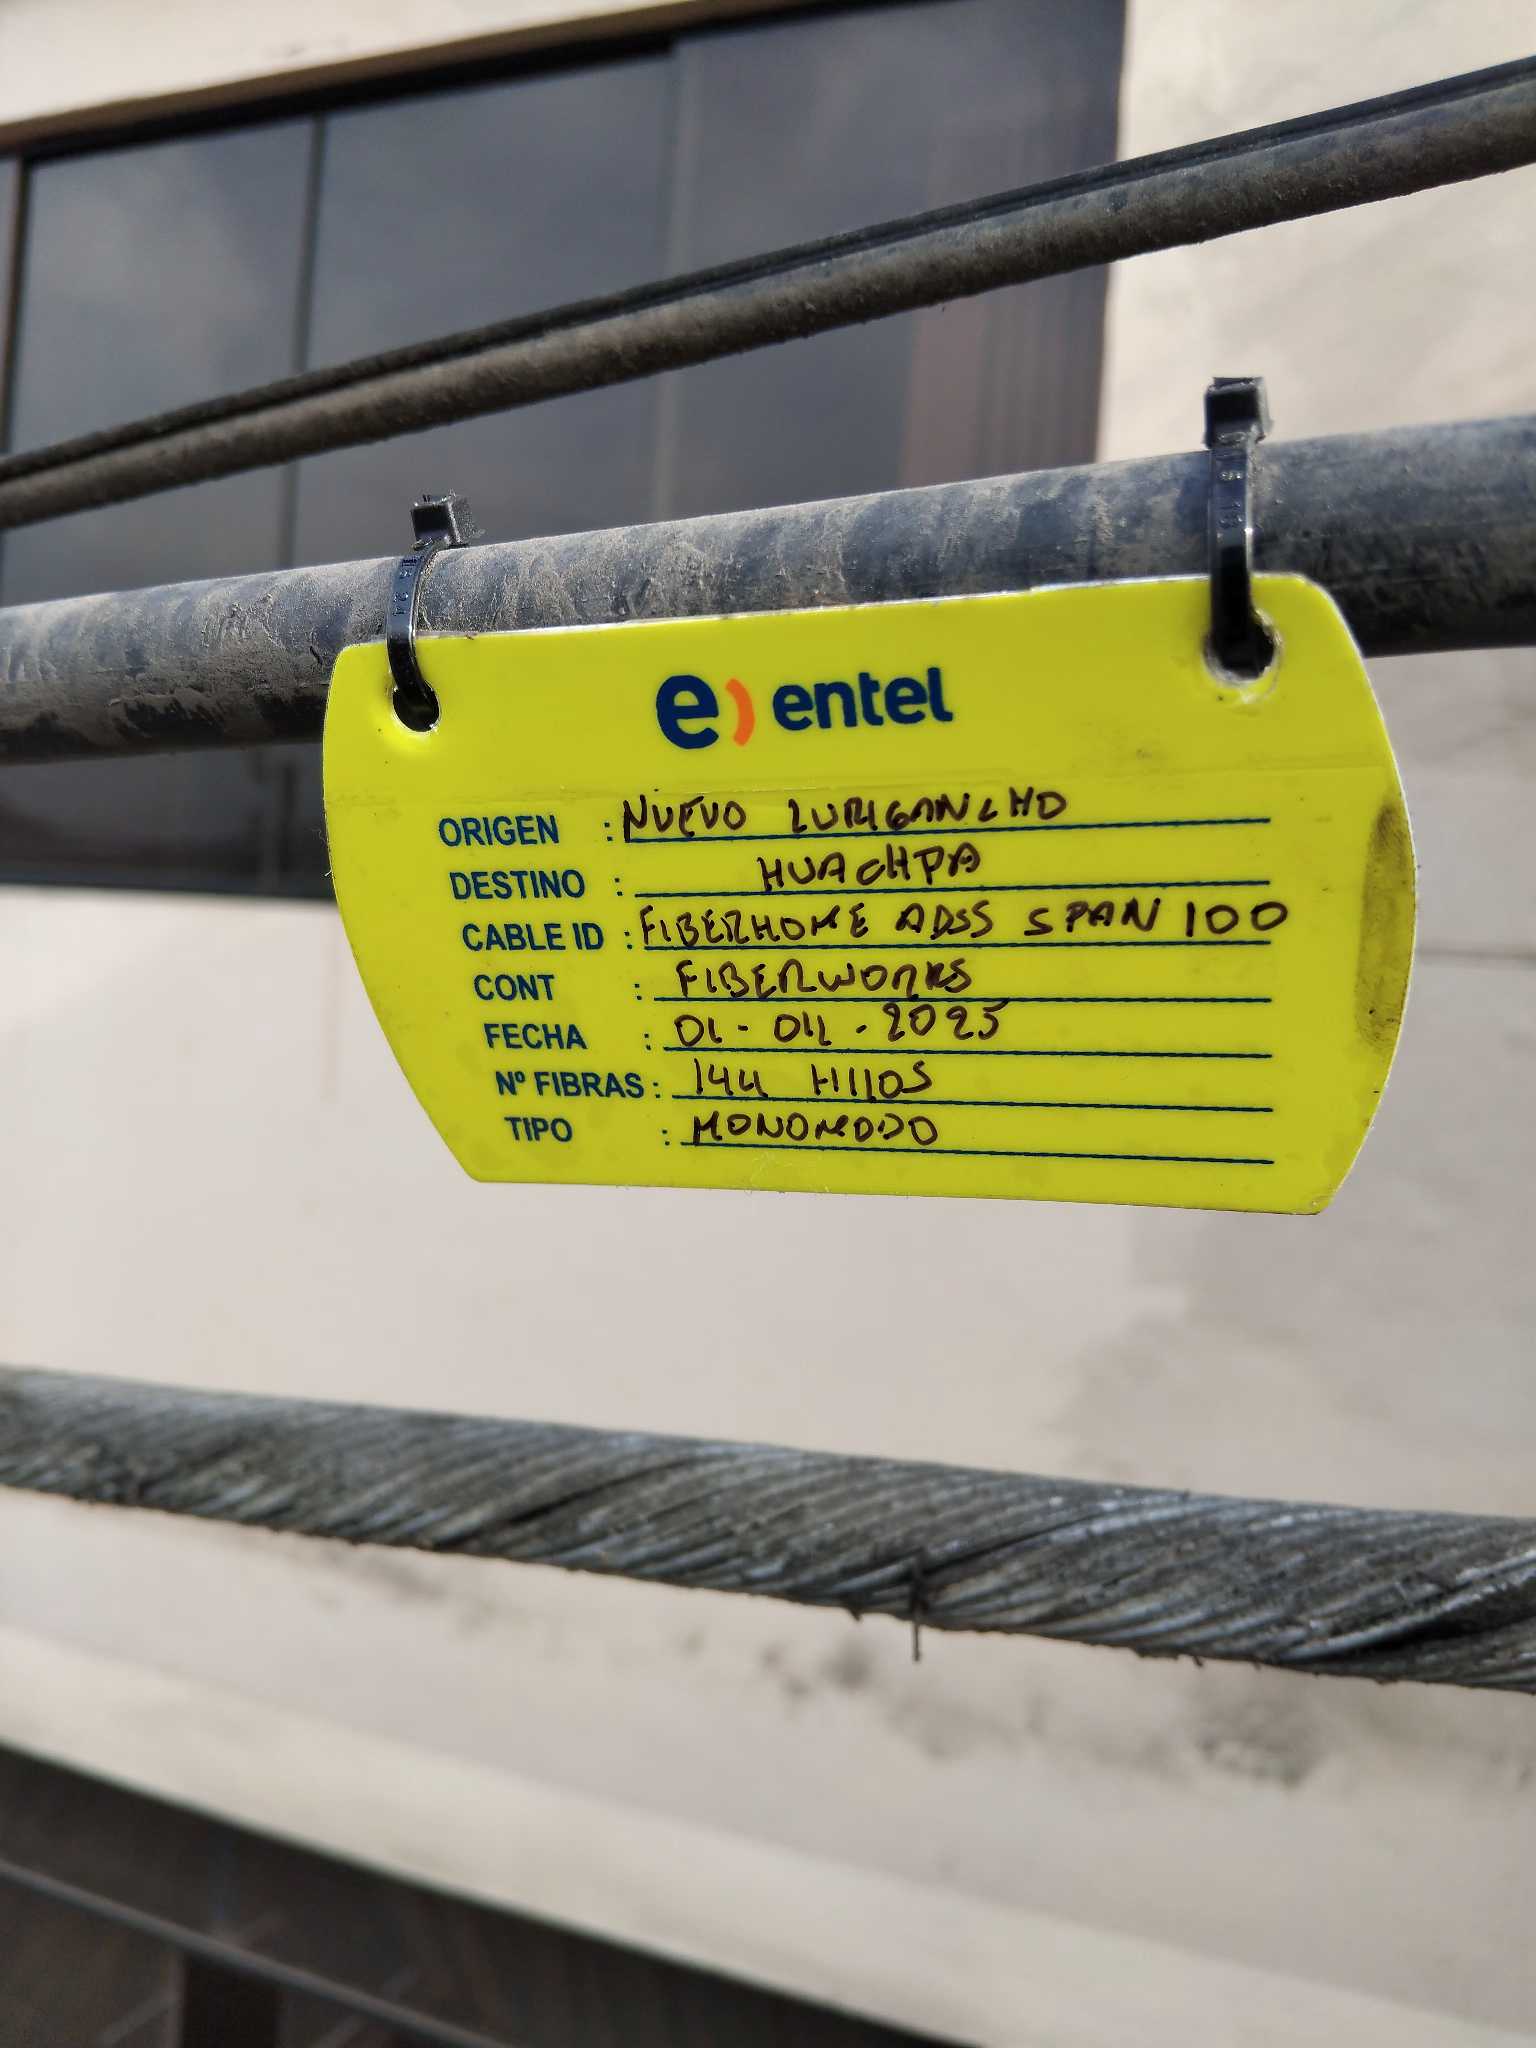 e) entel
ORIGEN : NUEVO LURIGANCHO
DESTINO : HUACHPA
CABLE ID : FIBERHOME ADSS SPAN 100
CONT : FIBERWORKS
FECHA : 01-04-2025
Nº FIBRAS : 144 HILLOS
TIPO : MONOMODO